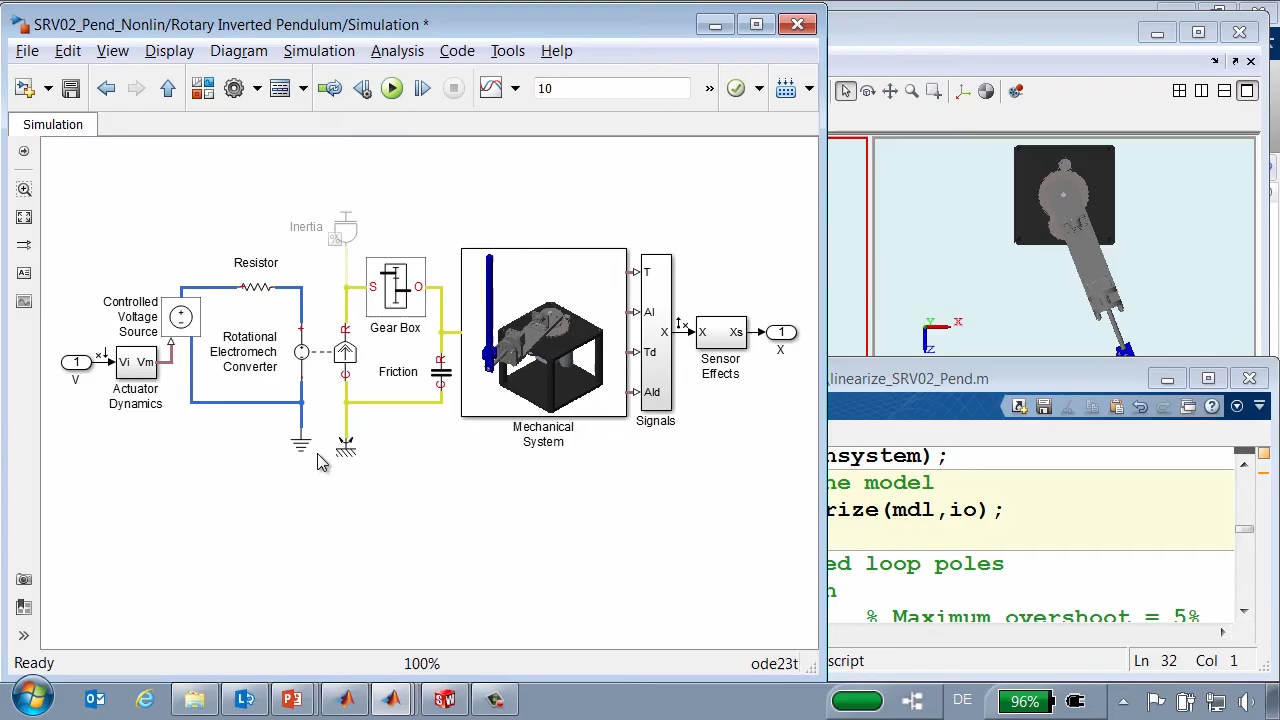 SRV02_Pend_Nonlin/Rotary Inverted Pendulum/Simulation *
File Edit View Display Diagram Simulation Analysis Code Tools Help
10
»
Simulation
Inertia
Resistor
Controlled
Voltage
Source
Rotational
Electromech
Converter
S
O
Gear Box
R
C
Friction
R
C
1
V
Vi Vm
Actuator
Dynamics
Mechanical
System
T
Al
Td
Ald
X
Signals
X Xs
Sensor
Effects
1
X
Ready
100%
ode23t
Y
X
Z
\linearize_SRV02_Pend.m
nsystem);
ne model
rize(mdl,io);
ed loop poles
n
% Maximum overshoot = 5%
script
Ln 32 Col 1
DE
96%